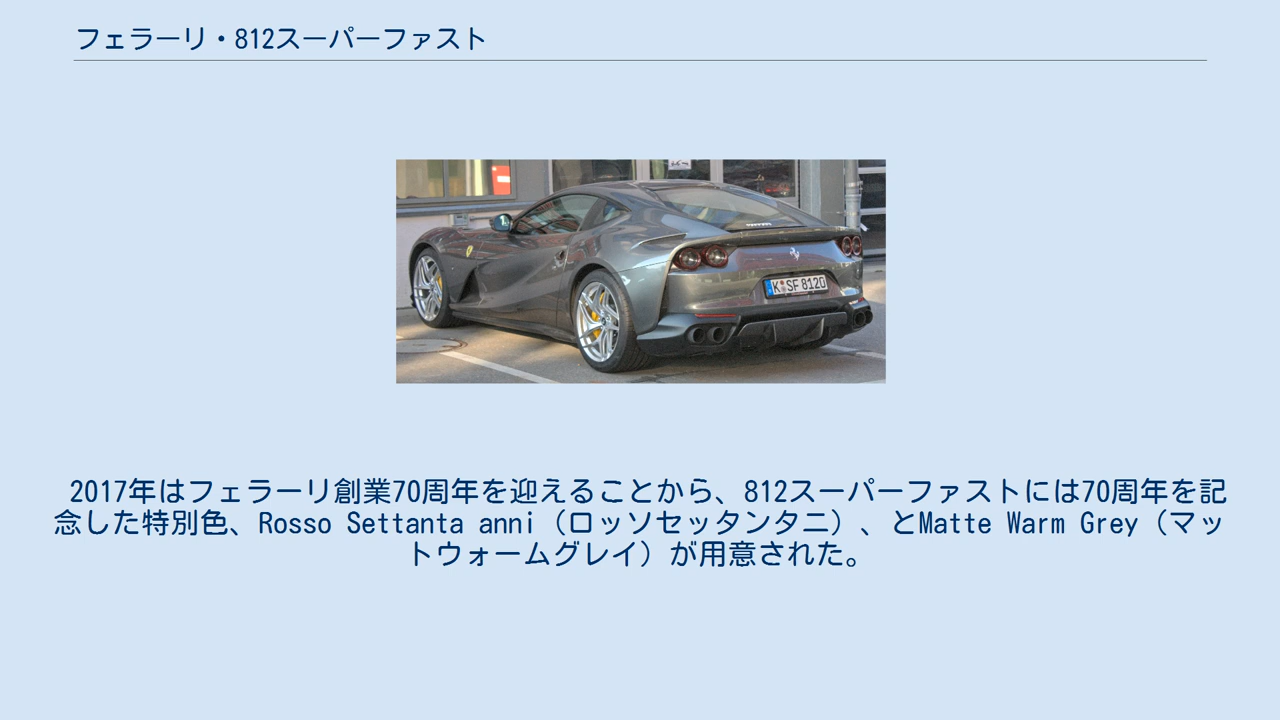 フェラーリ・812スーパーファスト
K SF 8120
2017年はフェラーリ創業70周年を迎えることから、812スーパーファストには70周年を記
念した特別色、Rosso Settanta anni（ロッソセッタンタニ）、とMatte Warm Grey（マッ
トウォームグレイ）が用意された。